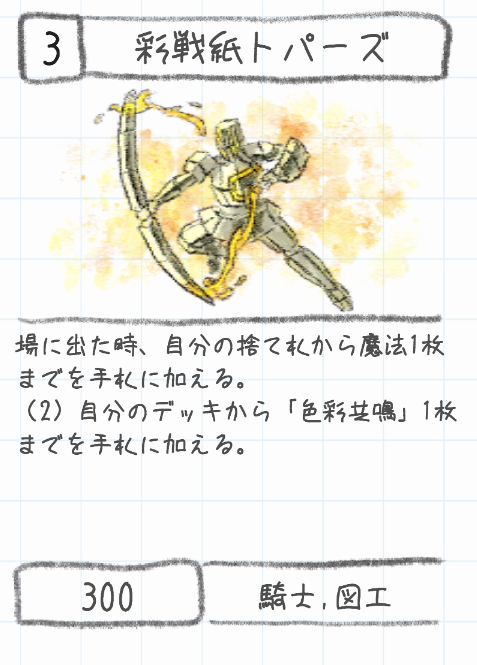 3
彩戦紙トパーズ
場に出た時、自分の捨て札から魔法1枚
までを手札に加える。
(2) 自分のデッキから「色彩共鳴」1枚
までを手札に加える。
300
騎士,図工